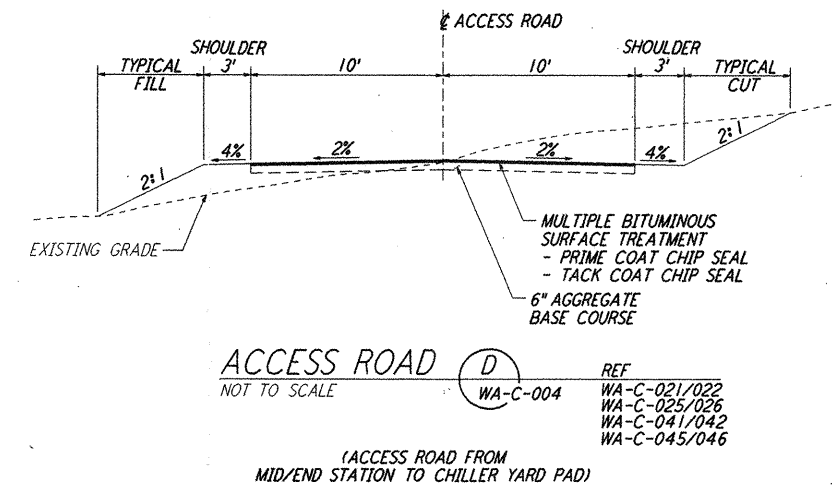 ℄ ACCESS ROAD
SHOULDER
SHOULDER
TYPICAL
FILL
3'
10'
10'
3'
TYPICAL
CUT
2:1
4%
2%
2%
4%
2:1
EXISTING GRADE
MULTIPLE BITUMINOUS
SURFACE TREATMENT
- PRIME COAT CHIP SEAL
- TACK COAT CHIP SEAL
6" AGGREGATE
BASE COURSE
ACCESS ROAD
NOT TO SCALE
D
WA-C-004
REF
WA-C-021/022
WA-C-025/026
WA-C-041/042
WA-C-045/046
(ACCESS ROAD FROM
MID/END STATION TO CHILLER YARD PAD)